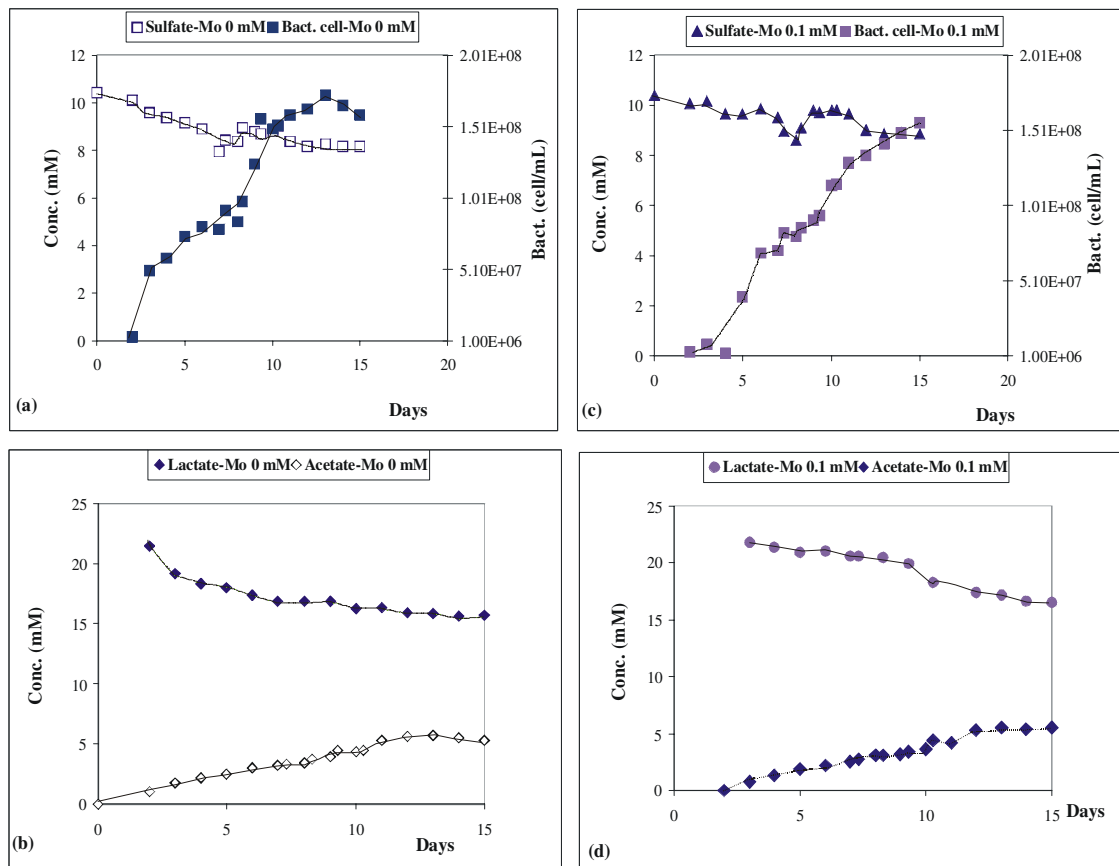 Sulfate-Mo 0 mM Bact. cell-Mo 0 mM
12
10
8
6
4
2
0
Conc. (mM)
2.01E+08
1.51E+08
1.01E+08
5.10E+07
1.00E+06
Bact. (cell/mL)
0 5 10 15 20
Days
(a)
Sulfate-Mo 0.1 mM Bact. cell-Mo 0.1 mM
12
10
8
6
4
2
0
Conc. (mM)
2.01E+08
1.51E+08
1.01E+08
5.10E+07
1.00E+06
Bact. (cell/mL)
0 5 10 15 20
Days
(c)
Lactate-Mo 0 mM Acetate-Mo 0 mM
25
20
15
10
5
0
Conc. (mM)
0 5 10 15
Days
(b)
Lactate-Mo 0.1 mM Acetate-Mo 0.1 mM
25
20
15
10
5
0
Conc. (mM)
0 5 10 15
Days
(d)